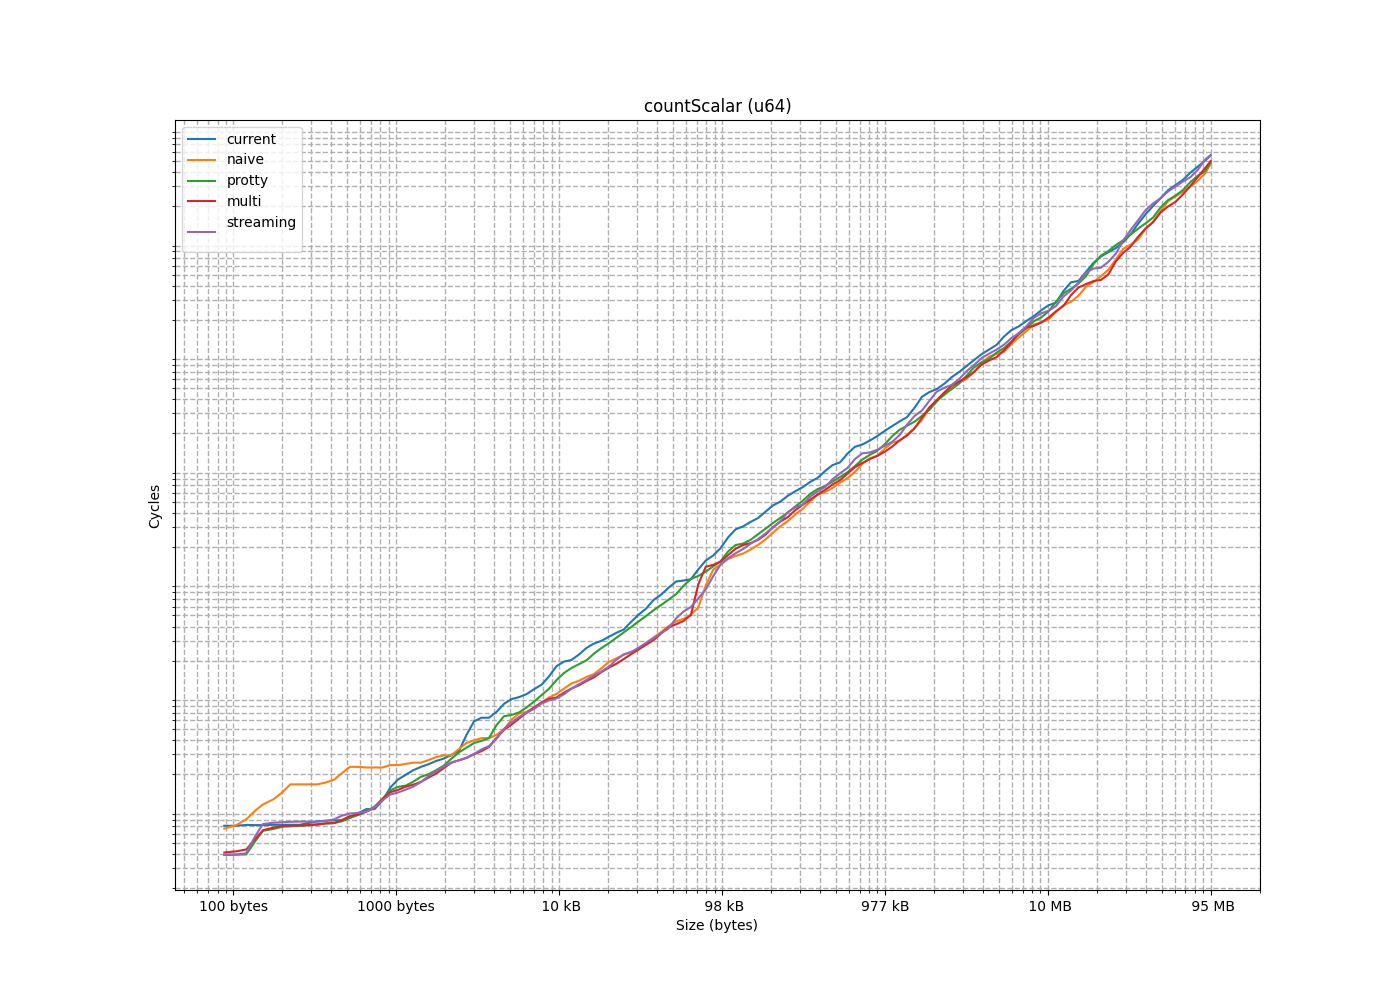 countScalar (u64)
current
naive
protty
multi
streaming
Cycles
100 bytes
1000 bytes
10 kB
98 kB
977 kB
10 MB
95 MB
Size (bytes)